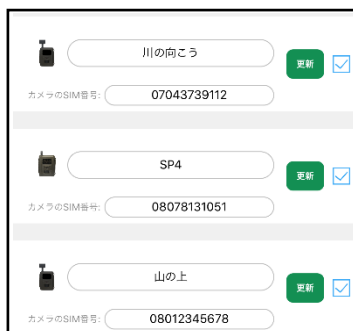 川の向こう
更新
カメラのSIM番号: 07043739112
SP4
更新
カメラのSIM番号: 08078131051
山の上
更新
カメラのSIM番号: 08012345678